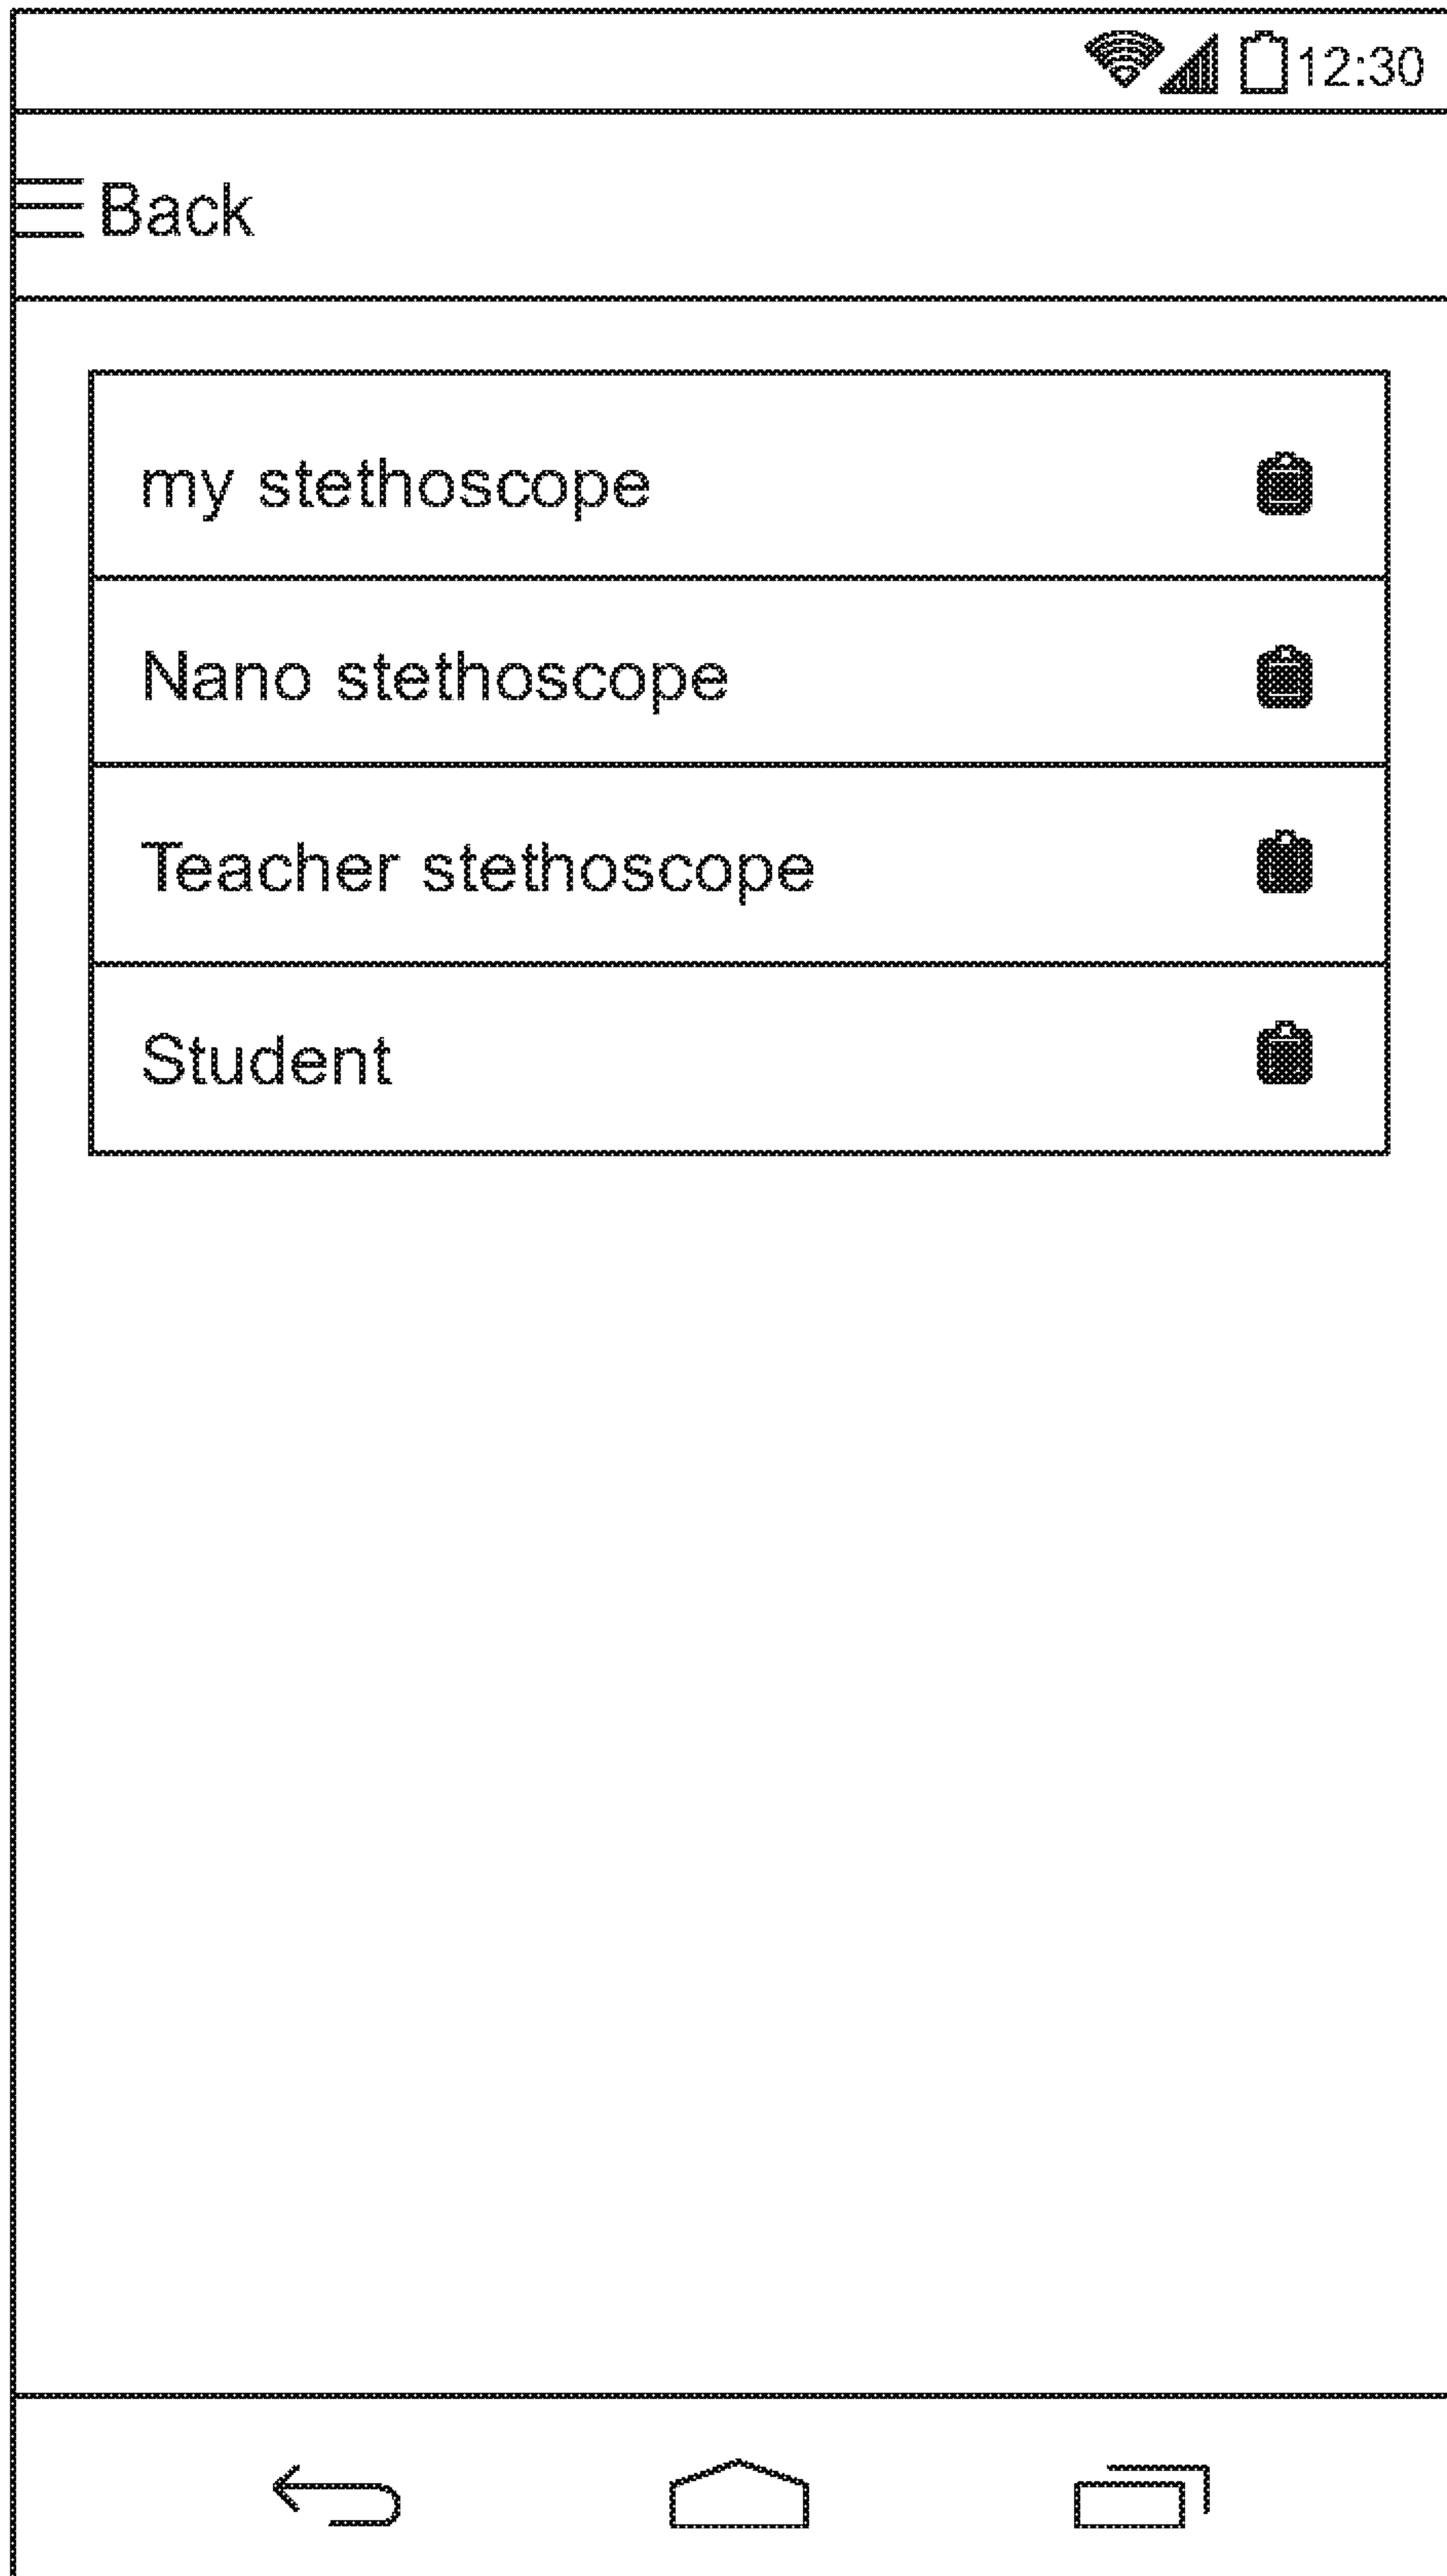 12:30
Back
my stethoscope
Nano stethoscope
Teacher stethoscope
Student